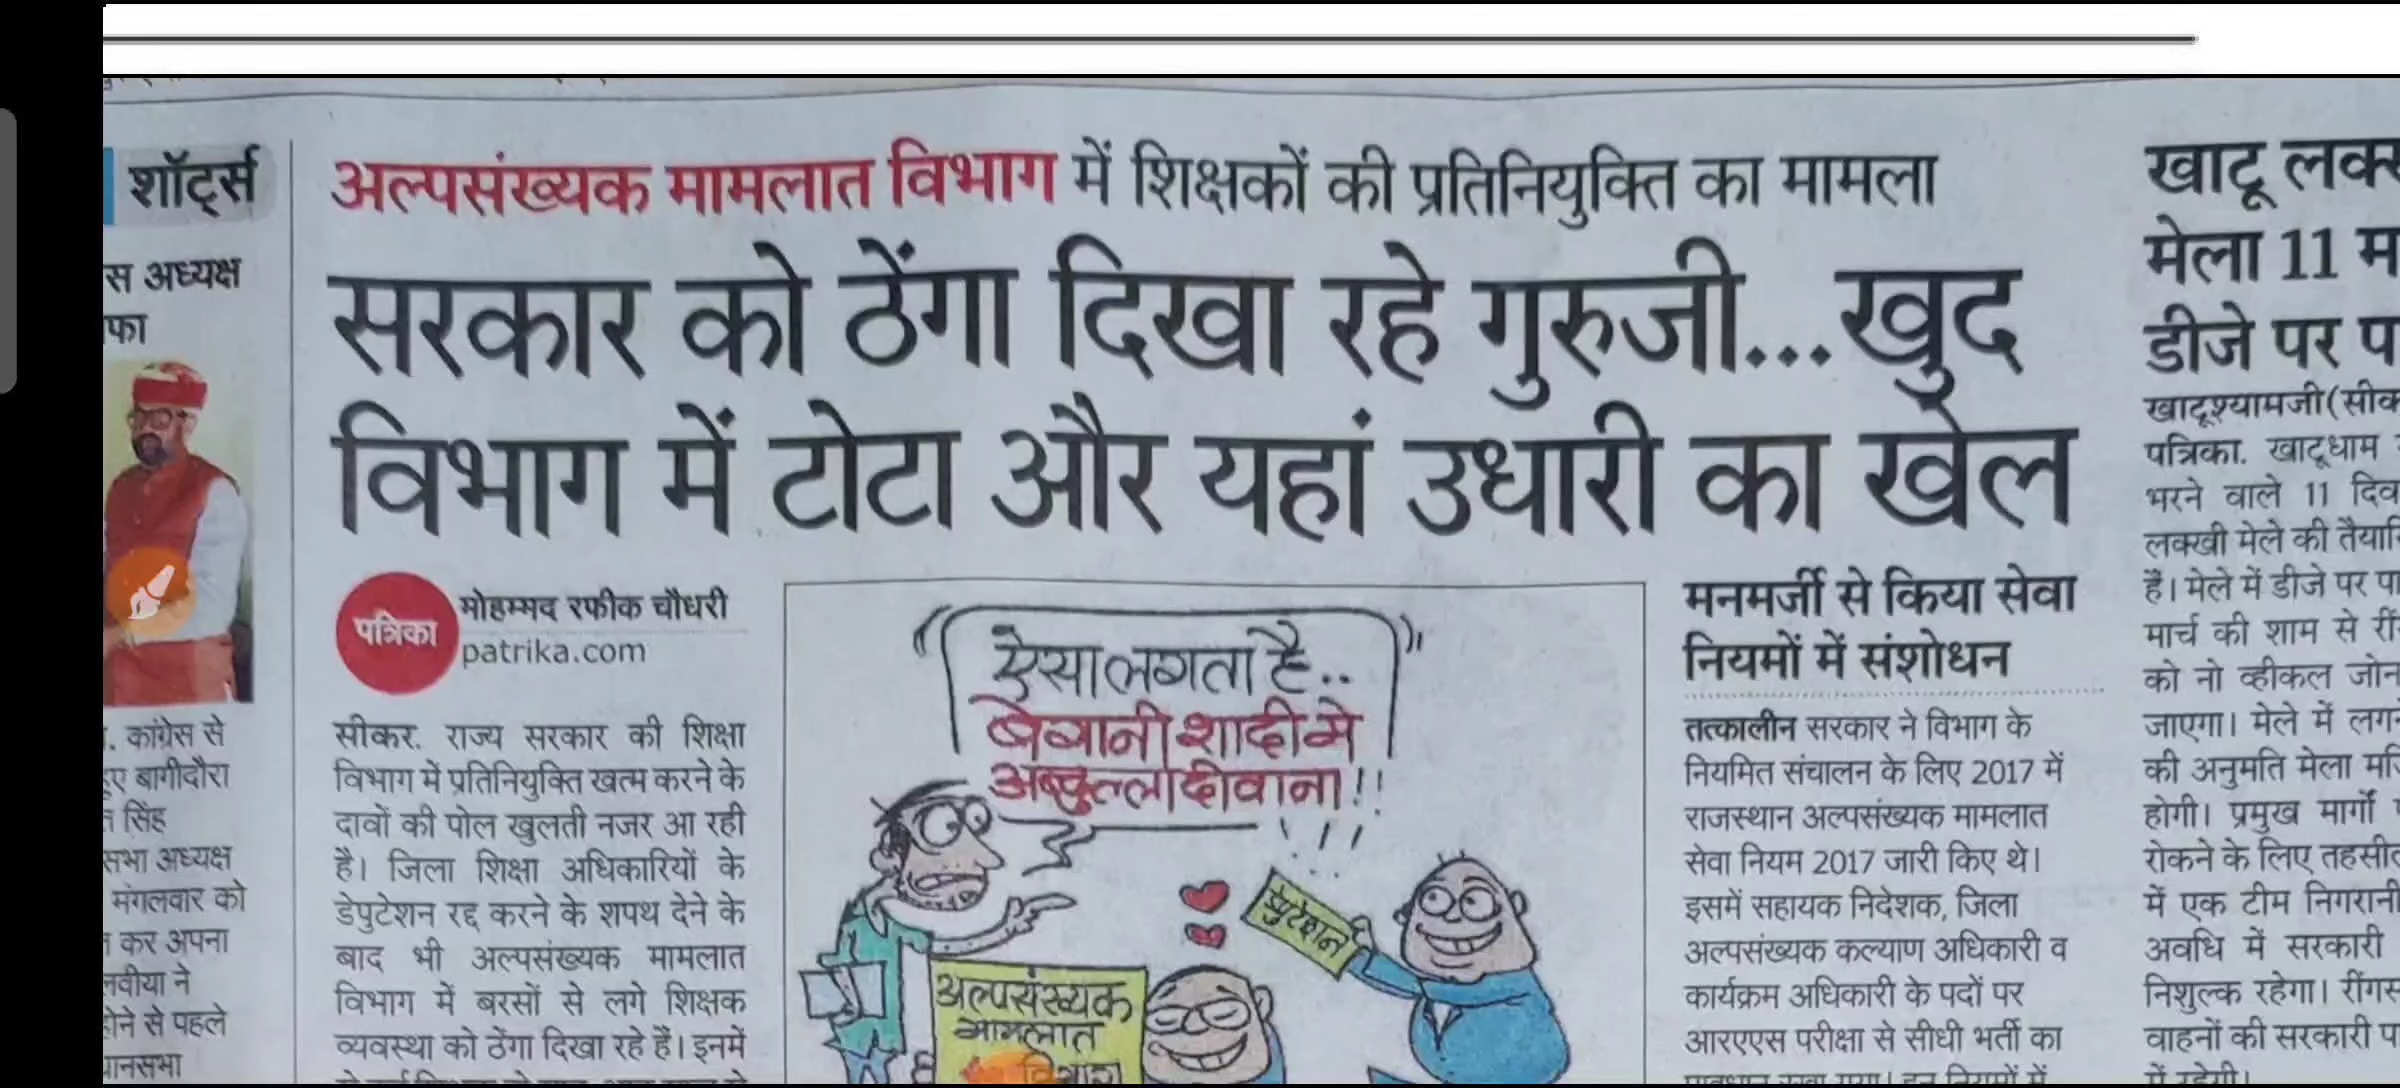 शॉर्ट्स
स अध्यक्ष
फा
कांग्रेस से
हुए बागीदौरा
सिंह
सभा अध्यक्ष
मंगलवार को
कर अपना
लवीया ने
होने से पहले
अल्पसंख्यक मामलात विभाग में शिक्षकों की प्रतिनियुक्ति का मामला
सरकार को ठेंगा दिखा रहे गुरुजी...खुद
विभाग में टोटा और यहां उधारी का खेल
पत्रिका
मोहम्मद रफीक चौधरी
patrika.com
सीकर. राज्य सरकार की शिक्षा
विभाग में प्रतिनियुक्ति खत्म करने के
दावों की पोल खुलती नजर आ रही
है। जिला शिक्षा अधिकारियों के
डेपुटेशन रद्द करने के शपथ देने के
बाद भी अल्पसंख्यक मामलात
विभाग में बरसों से लगे शिक्षक
व्यवस्था को ठेंगा दिखा रहे हैं। इनमें
ऐसा लगता है..
बेगानी शादी मे
अब्दुल्ला दीवाना!!
डेपुटेशन
अल्पसंख्यक
मामलात
विभाग
मनमर्जी से किया सेवा
नियमों में संशोधन
तत्कालीन सरकार ने विभाग के
नियमित संचालन के लिए 2017 में
राजस्थान अल्पसंख्यक मामलात
सेवा नियम 2017 जारी किए थे।
इसमें सहायक निदेशक, जिला
अल्पसंख्यक कल्याण अधिकारी व
कार्यक्रम अधिकारी के पदों पर
आरएएस परीक्षा से सीधी भर्ती का
खाटू लक्
मेला 11 म
डीजे पर प
खाटूश्यामजी(सीक
पत्रिका. खाटूधाम
भरने वाले 11 दिव
लक्खी मेले की तैयारि
है। मेले में डीजे पर पा
मार्च की शाम से रीं
को नो व्हीकल जोन
जाएगा। मेले में लग
की अनुमति मेला मजि
होगी। प्रमुख मार्गों
रोकने के लिए तहसील
में एक टीम निगरानी
अवधि में सरकारी
निशुल्क रहेगा। रींगस
वाहनों की सरकारी पा
में रहेगी।